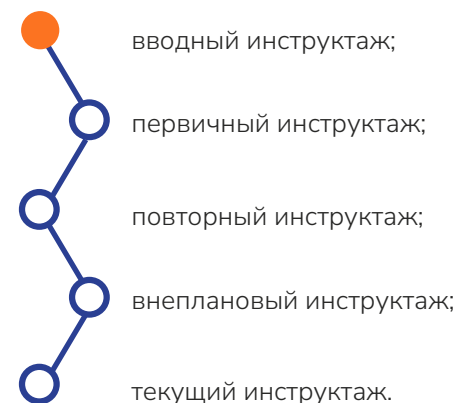 вводный инструктаж;
первичный инструктаж;
повторный инструктаж;
внеплановый инструктаж;
текущий инструктаж.